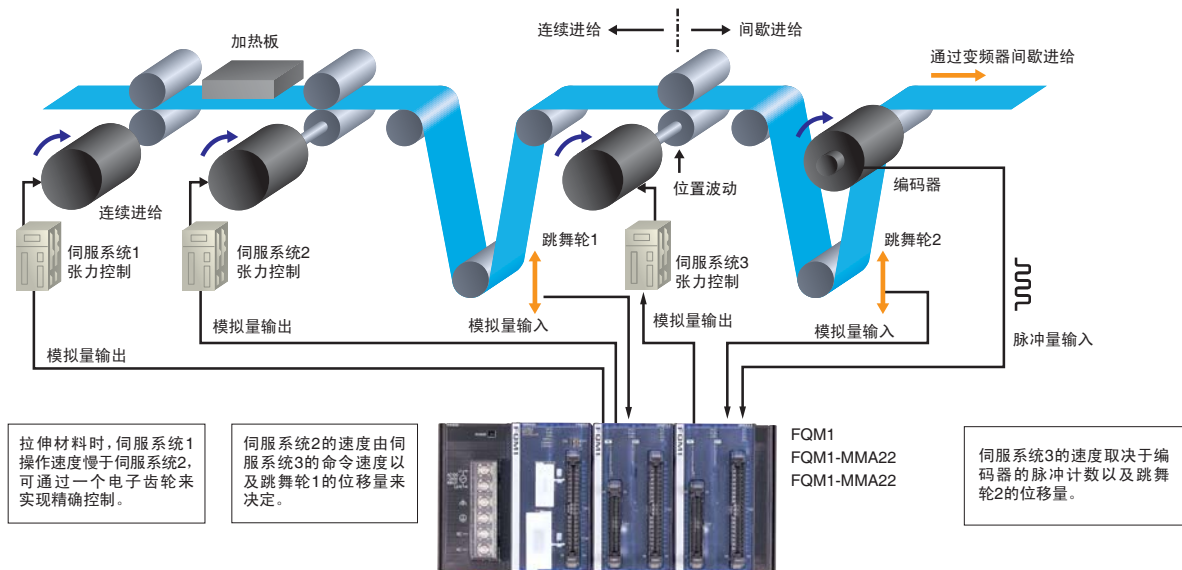 连续进给
间歇进给
加热板
通过变频器间歇进给
位置波动
编码器
连续进给
伺服系统1
张力控制
伺服系统2
张力控制
跳舞轮1
伺服系统3
张力控制
跳舞轮2
模拟量输出
模拟量输出
模拟量输入
模拟量输出
模拟量输入
脉冲量输入
拉伸材料时,伺服系统1
操作速度慢于伺服系统2,
可通过一个电子齿轮来
实现精确控制。
伺服系统2的速度由伺
服系统3的命令速度以
及跳舞轮1的位移量来
决定。
FQM1
FQM1
FQM1
FQM1
FQM1-MMA22
FQM1-MMA22
伺服系统3的速度取决于编
码器的脉冲计数以及跳舞
轮2的位移量。